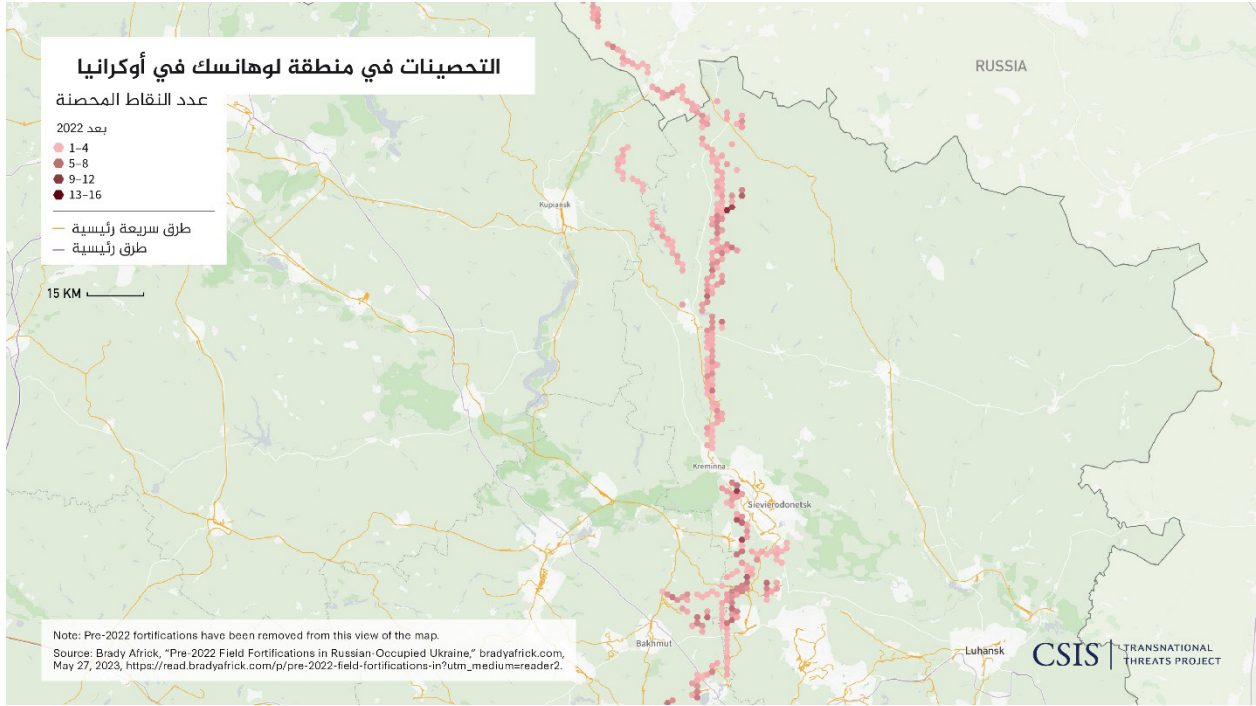 التحصينات في منطقة لوهانسك في أوكرانيا
عدد النقاط المحصنة
بعد 2022
1–4
5–8
9–12
13–16
طرق سريعة رئيسية
طرق رئيسية
15 KM
RUSSIA
Kupiansk
Kreminna
Sievierodonetsk
Bakhmut
Luhansk
Note: Pre-2022 fortifications have been removed from this view of the map.
Source: Brady Africk, “Pre-2022 Field Fortifications in Russian-Occupied Ukraine,” bradyafrick.com,
May 27, 2023, https://read.bradyafrick.com/p/pre-2022-field-fortifications-in?utm_medium=reader2.
CSIS | TRANSNATIONAL
THREATS PROJECT